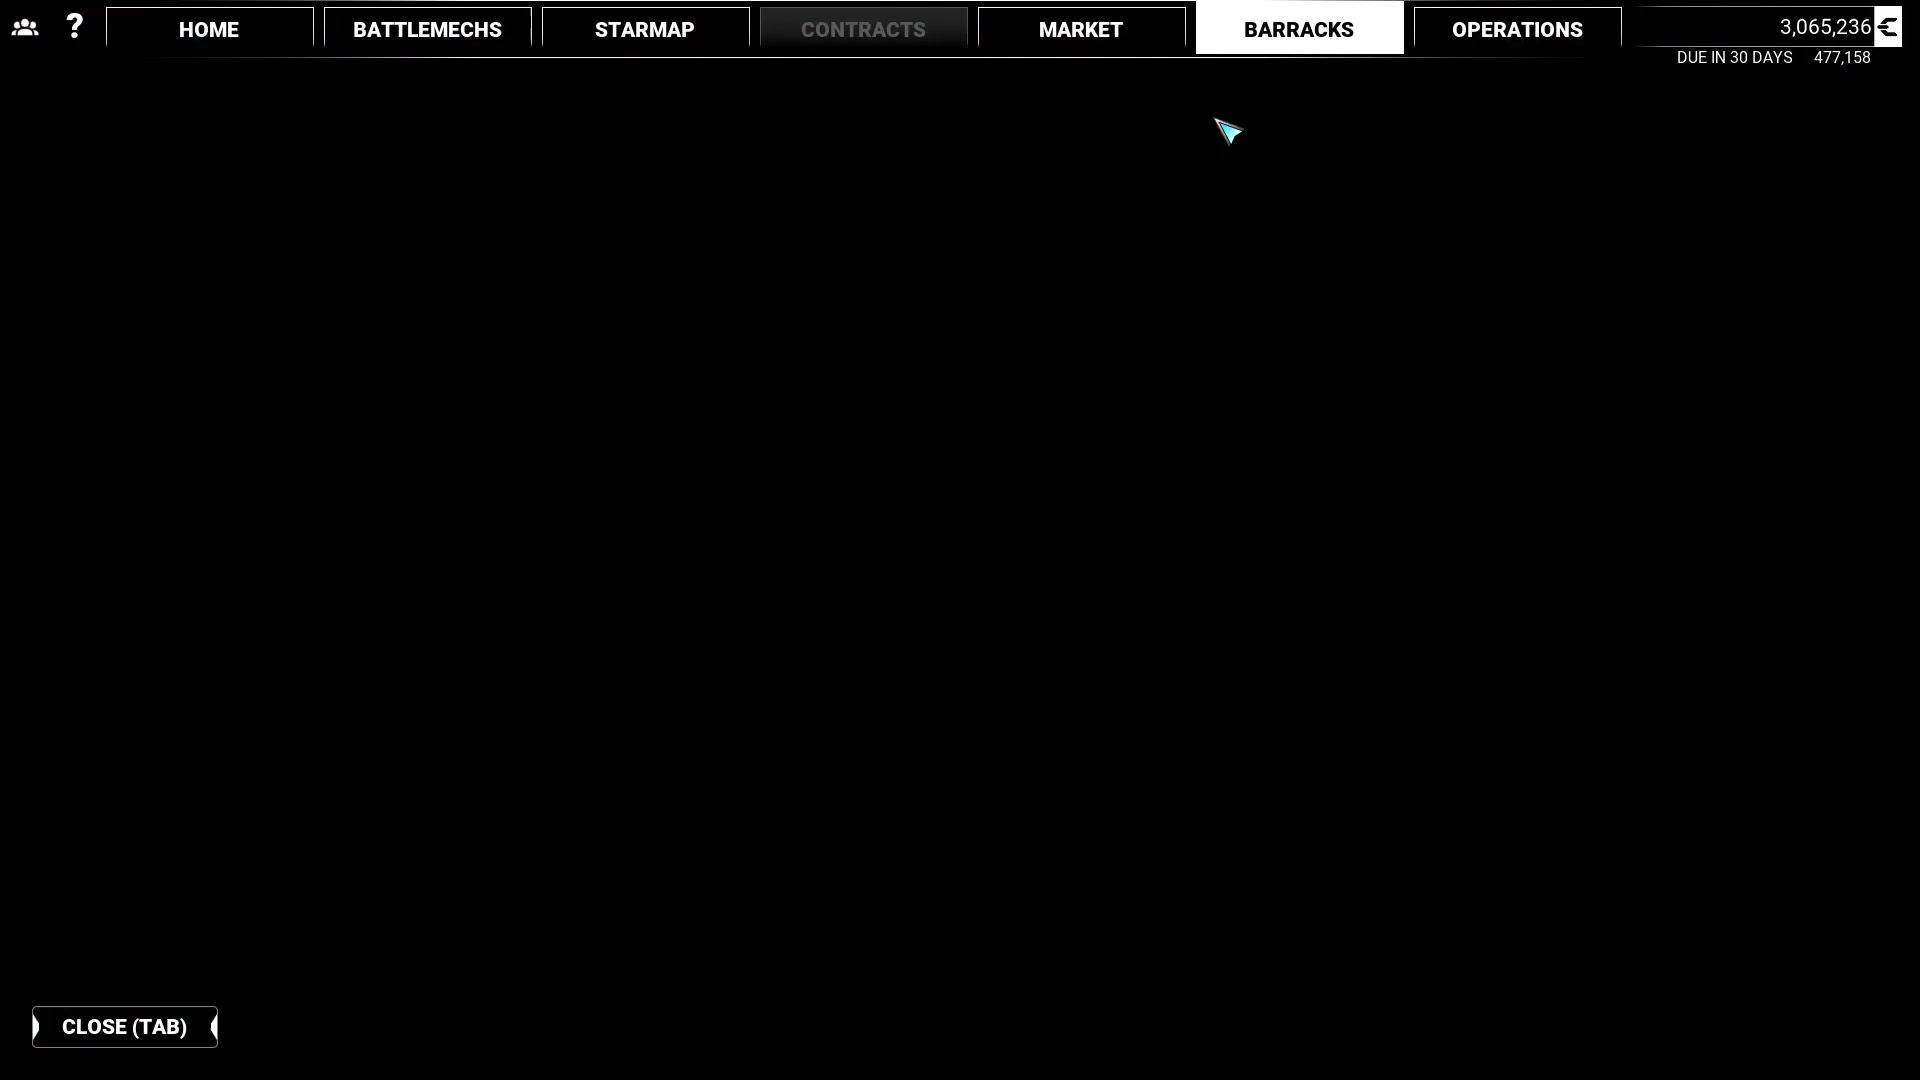 ? HOME BATTLEMECHS STARMAP CONTRACTS MARKET BARRACKS OPERATIONS 3,065,236
DUE IN 30 DAYS 477,158
CLOSE (TAB)